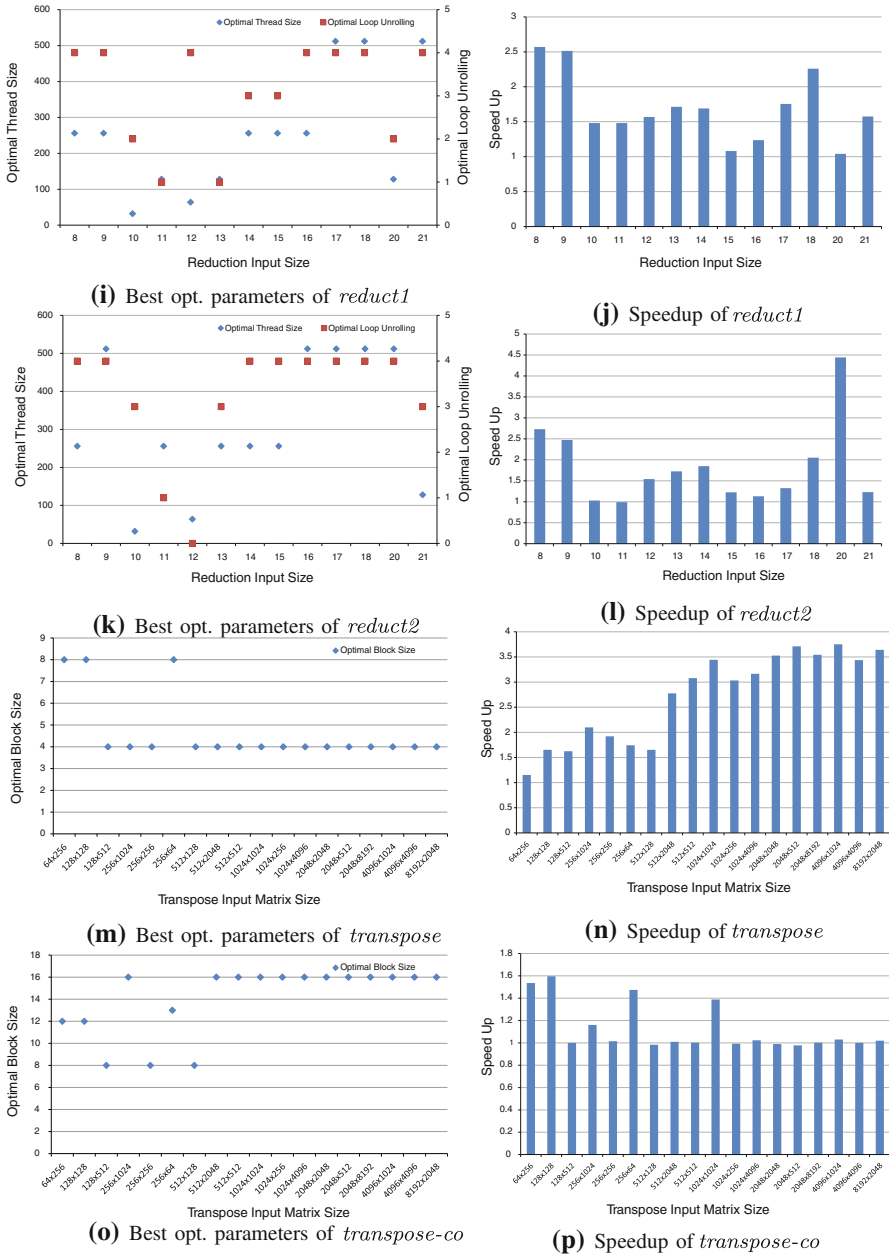 Optimal Thread Size
600
500
400
300
200
100
0
Optimal Thread Size Optimal Loop Unrolling
5
4
3
2
1
0
Optimal Loop Unrolling
8 9 10 11 12 13 14 15 16 17 18 20 21
Reduction Input Size
(i) Best opt. parameters of reduct1
Speed Up
3
2.5
2
1.5
1
0.5
0
8 9 10 11 12 13 14 15 16 17 18 20 21
Reduction Input Size
(j) Speedup of reduct1
Optimal Thread Size
600
500
400
300
200
100
0
Optimal Thread Size Optimal Loop Unrolling
5
4
3
2
1
0
Optimal Loop Unrolling
8 9 10 11 12 13 14 15 16 17 18 20 21
Reduction Input Size
(k) Best opt. parameters of reduct2
Speed Up
5
4.5
4
3.5
3
2.5
2
1.5
1
0.5
0
8 9 10 11 12 13 14 15 16 17 18 20 21
Reduction Input Size
(l) Speedup of reduct2
Optimal Block Size
9
8
7
6
5
4
3
2
1
0
Optimal Block Size
64x256 128x128 128x512 256x1024 256x256 256x64 512x128 512x2048 512x512 1024x1024 1024x256 1024x4096 2048x2048 2048x512 2048x8192 4096x1024 4096x4096 8192x2048
Transpose Input Matrix Size
(m) Best opt. parameters of transpose
Speed Up
4
3.5
3
2.5
2
1.5
1
0.5
0
64x256 128x128 128x512 256x1024 256x256 256x64 512x128 512x2048 512x512 1024x1024 1024x256 1024x4096 2048x2048 2048x512 2048x8192 4096x1024 4096x4096 8192x2048
Transpose Input Matrix Size
(n) Speedup of transpose
Optimal Block Size
18
16
14
12
10
8
6
4
2
0
Optimal Block Size
64x256 128x128 128x512 256x1024 256x256 256x64 512x128 512x2048 512x512 1024x1024 1024x256 1024x4096 2048x2048 2048x512 2048x8192 4096x1024 4096x4096 8192x2048
Transpose Input Matrix Size
(o) Best opt. parameters of transpose-co
Speed Up
1.8
1.6
1.4
1.2
1
0.8
0.6
0.4
0.2
0
64x256 128x128 128x512 256x1024 256x256 256x64 512x128 512x2048 512x512 1024x1024 1024x256 1024x4096 2048x2048 2048x512 2048x8192 4096x1024 4096x4096 8192x2048
Transpose Input Matrix Size
(p) Speedup of transpose-co